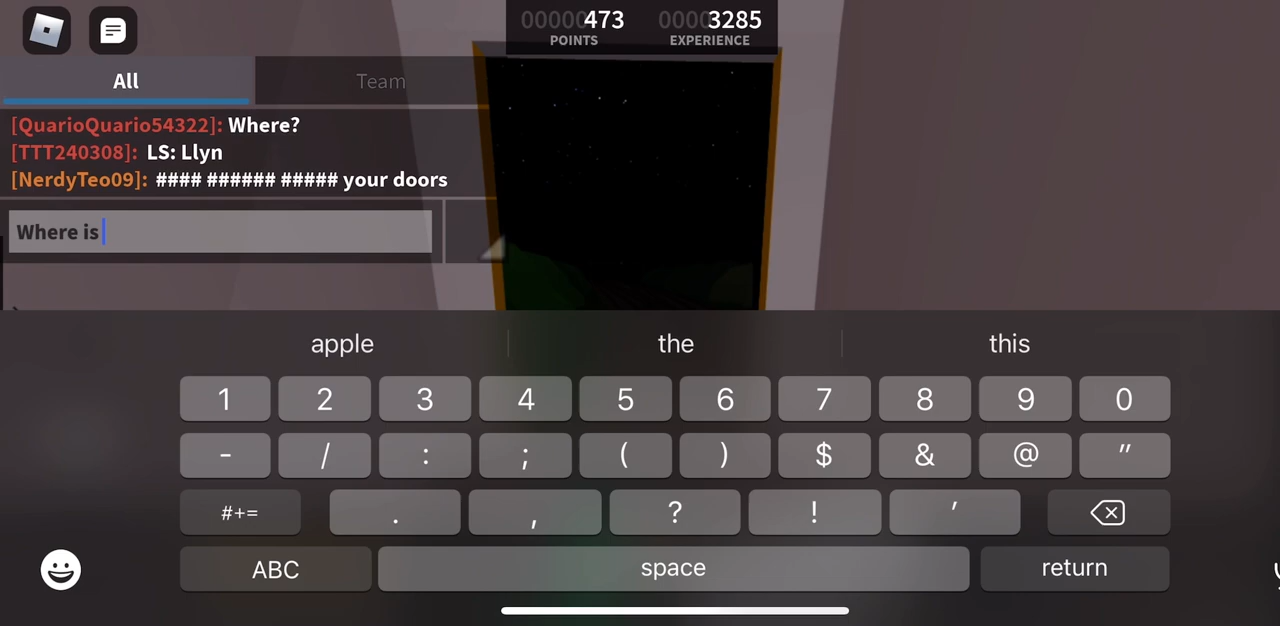 00000473
POINTS
00003285
EXPERIENCE
All
Team
[QuarioQuario54322]: Where?
[TTT240308]: LS: Llyn
[NerdyTeo09]: #### ###### ##### your doors
Where is
apple
the
this
1 2 3 4 5 6 7 8 9 0
- / : ; ( ) $ & @ "
#+= . , ? ! '
ABC
space
return